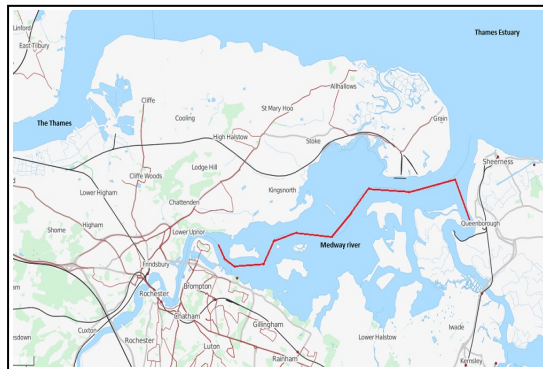 Linford
East-Tilbury
Thames Estuary
Allhallows
Cliffe
St Mary Hoo
Cooling
Grain
The Thames
High Halstow
Stoke
Sheerness
Lodge Hill
Cliffe Woods
Kingsnorth
Lower Higham
Chattenden
Queenborough
Higham
Shorne
Lower Upnor
Medway river
Frindsbury
Brompton
Rochester
Chatham
Gillingham
Iwade
Cuxton
Rochester
Lower Halstow
Luton
Rainham
Kemsley